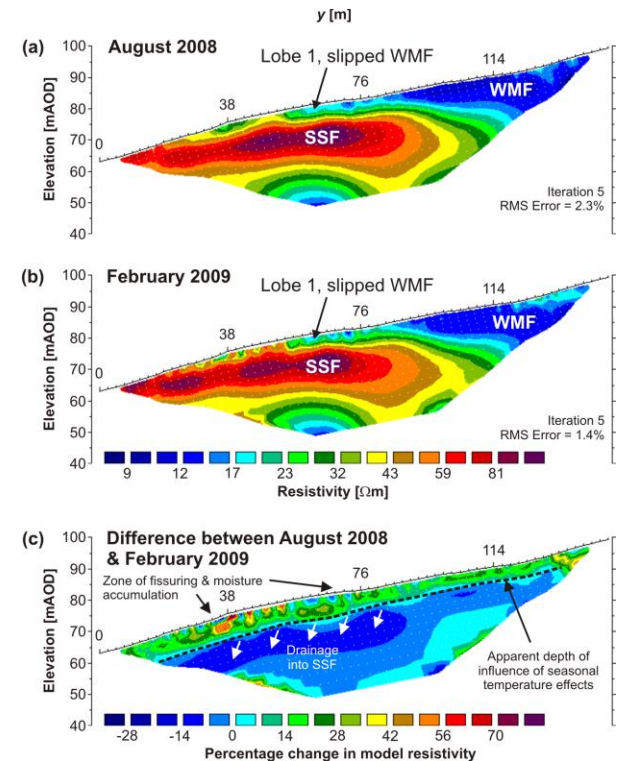 y [m]
(a) August 2008
Lobe 1, slipped WMF
114
76
38
0
WMF
SSF
100
90
80
70
60
50
40
Elevation [mAOD]
Iteration 5
RMS Error = 2.3%
(b) February 2009
Lobe 1, slipped WMF
114
76
38
0
WMF
SSF
100
90
80
70
60
50
40
Elevation [mAOD]
Iteration 5
RMS Error = 1.4%
9 12 17 23 32 43 59 81
Resistivity [Ωm]
(c) Difference between August 2008
& February 2009
Zone of fissuring & moisture
accumulation
114
76
38
0
100
90
80
70
60
50
40
Elevation [mAOD]
Drainage
into SSF
Apparent depth of
influence of seasonal
temperature effects
-28 -14 0 14 28 42 56 70
Percentage change in model resistivity